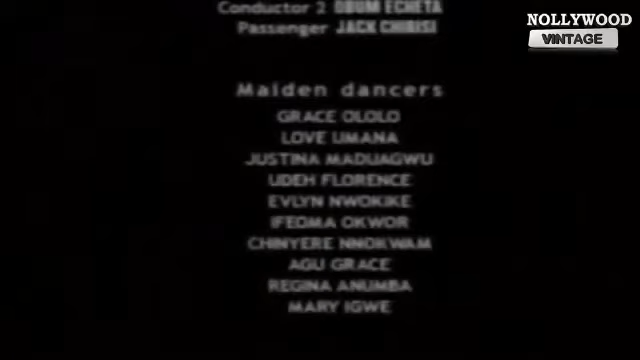 Conductor 2 OBUM ECHETA
Passenger JACK CHIBISI
NOLLYWOOD
VINTAGE
Maiden dancers
GRACE OLOLO
LOVE UMANA
JUSTINA MADUAGWU
UDEH FLORENCE
EVLYN NWOKIKE
IFEOMA OKWOR
CHINYERE NNOKWAM
AGU GRACE
REGINA ANUMBA
MARY IGWE